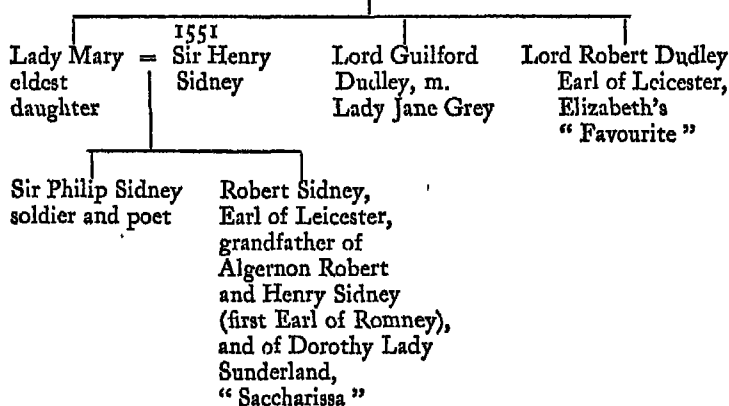 1551
Lady Mary = Sir Henry
eldest Sidney
daughter
Lord Guilford
Dudley, m.
Lady Jane Grey
Lord Robert Dudley
Earl of Leicester,
Elizabeth's
“ Favourite ”
Sir Philip Sidney
soldier and poet
Robert Sidney,
Earl of Leicester,
grandfather of
Algernon Robert
and Henry Sidney
(first Earl of Romney),
and of Dorothy Lady
Sunderland,
“ Saccharissa ”